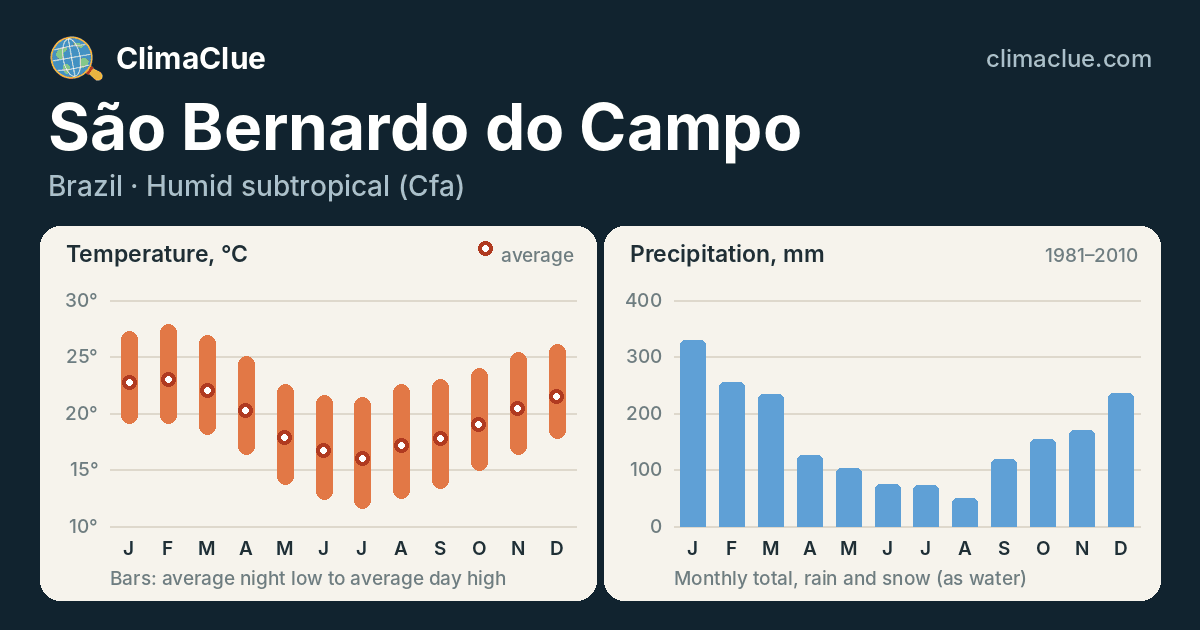 ClimaClue
climaclue.com
São Bernardo do Campo
Brazil · Humid subtropical (Cfa)
Temperature, °C
average
30°
25°
20°
15°
10°
J F M A M J J A S O N D
Bars: average night low to average day high
Precipitation, mm
1981–2010
400
300
200
100
0
J F M A M J J A S O N D
Monthly total, rain and snow (as water)